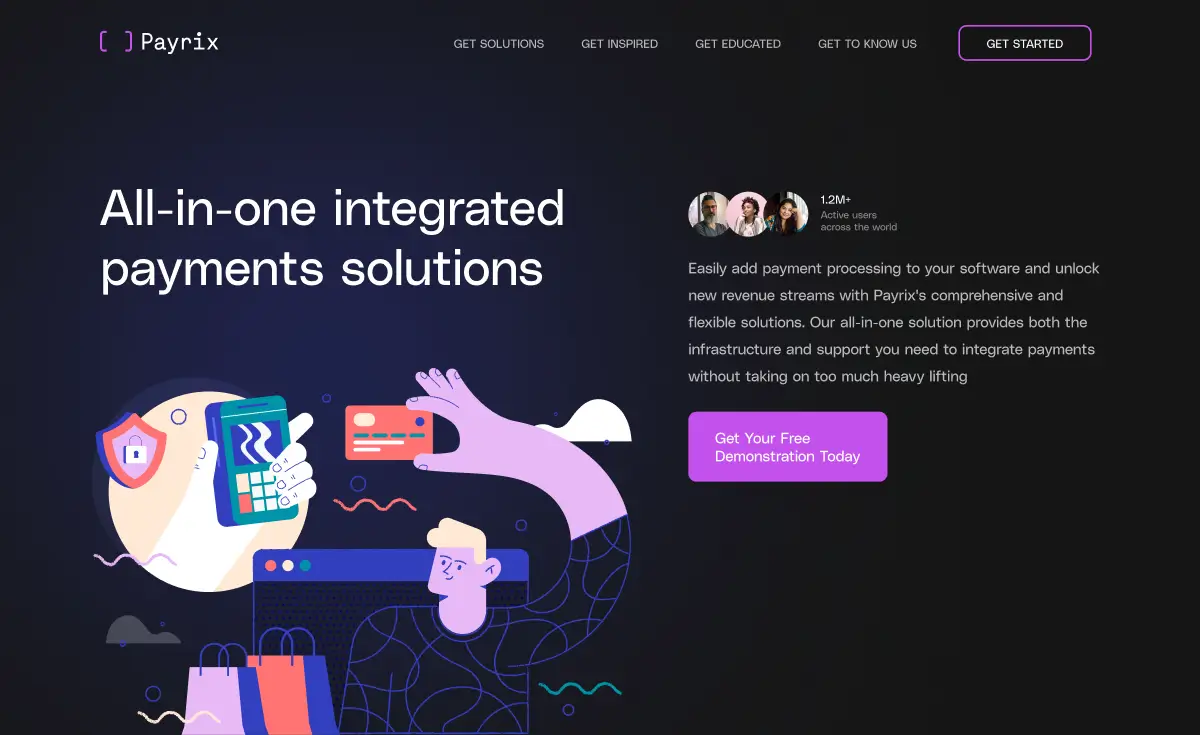 [ ] Payrix
GET SOLUTIONS
GET INSPIRED
GET EDUCATED
GET TO KNOW US
GET STARTED
All-in-one integrated
payments solutions
1.2M+
Active users
across the world
Easily add payment processing to your software and unlock
new revenue streams with Payrix's comprehensive and
flexible solutions. Our all-in-one solution provides both the
infrastructure and support you need to integrate payments
without taking on too much heavy lifting
Get Your Free
Demonstration Today